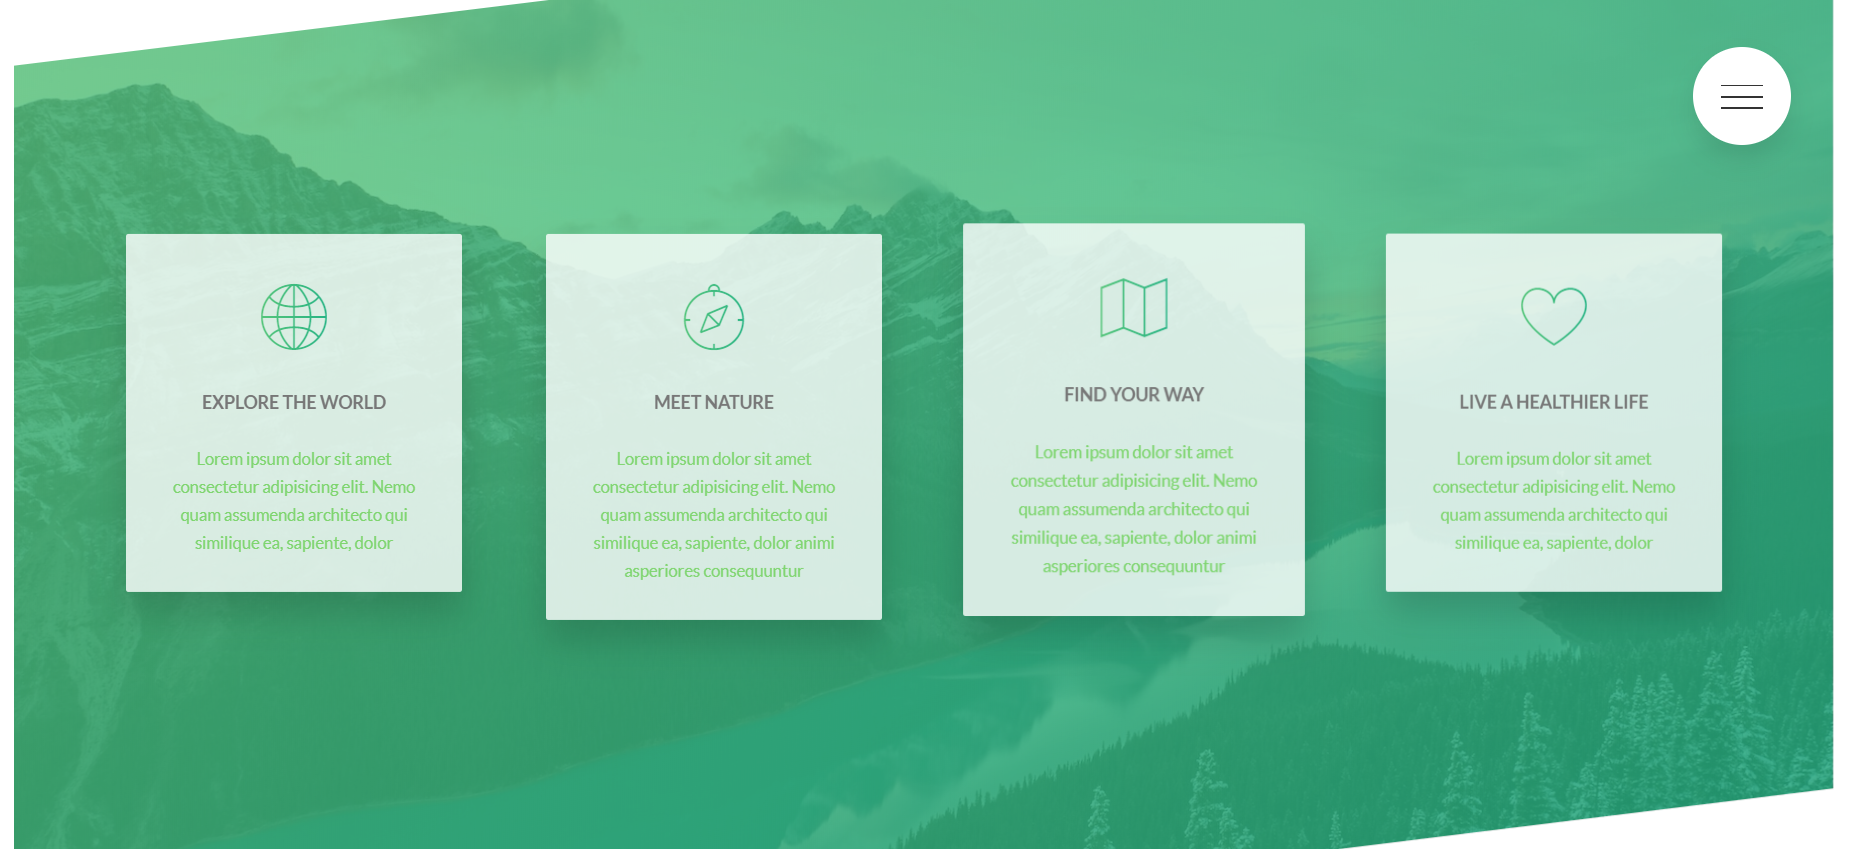 EXPLORE THE WORLD
Lorem ipsum dolor sit amet
consectetur adipisicing elit. Nemo
quam assumenda architecto qui
similique ea, sapiente, dolor
MEET NATURE
Lorem ipsum dolor sit amet
consectetur adipisicing elit. Nemo
quam assumenda architecto qui
similique ea, sapiente, dolor animi
asperiores consequuntur
FIND YOUR WAY
Lorem ipsum dolor sit amet
consectetur adipisicing elit. Nemo
quam assumenda architecto qui
similique ea, sapiente, dolor animi
asperiores consequuntur
LIVE A HEALTHIER LIFE
Lorem ipsum dolor sit amet
consectetur adipisicing elit. Nemo
quam assumenda architecto qui
similique ea, sapiente, dolor